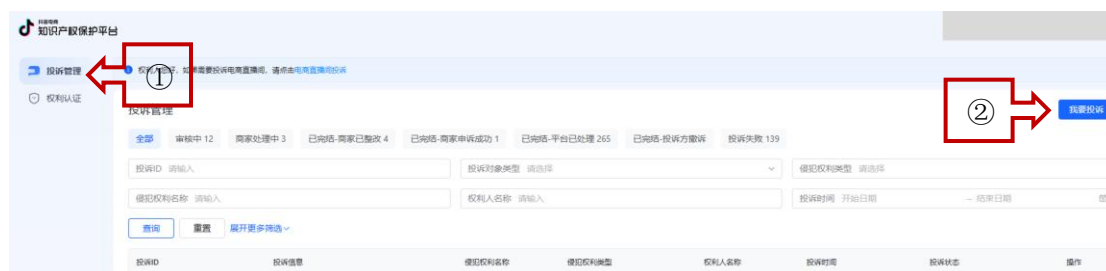 抖音电商
知识产权保护平台
投诉管理
权利认证
①
权利人您好，如果需要投诉电商直播间，请点击电商直播间投诉
投诉管理
②
我要投诉
全部 审核中 12 商家处理中 3 已完结-商家已整改 4 已完结-商家申诉成功 1 已完结-平台已处理 265 已完结-投诉方撤诉 投诉失败 139
投诉ID 请输入 投诉对象类型 请选择 侵犯权利类型 请选择
侵犯权利名称 请输入 权利人名称 请输入 投诉时间 开始日期 – 结束日期
查询 重置 展开更多筛选
投诉ID 投诉信息 侵犯权利名称 侵犯权利类型 权利人名称 投诉时间 投诉状态 操作